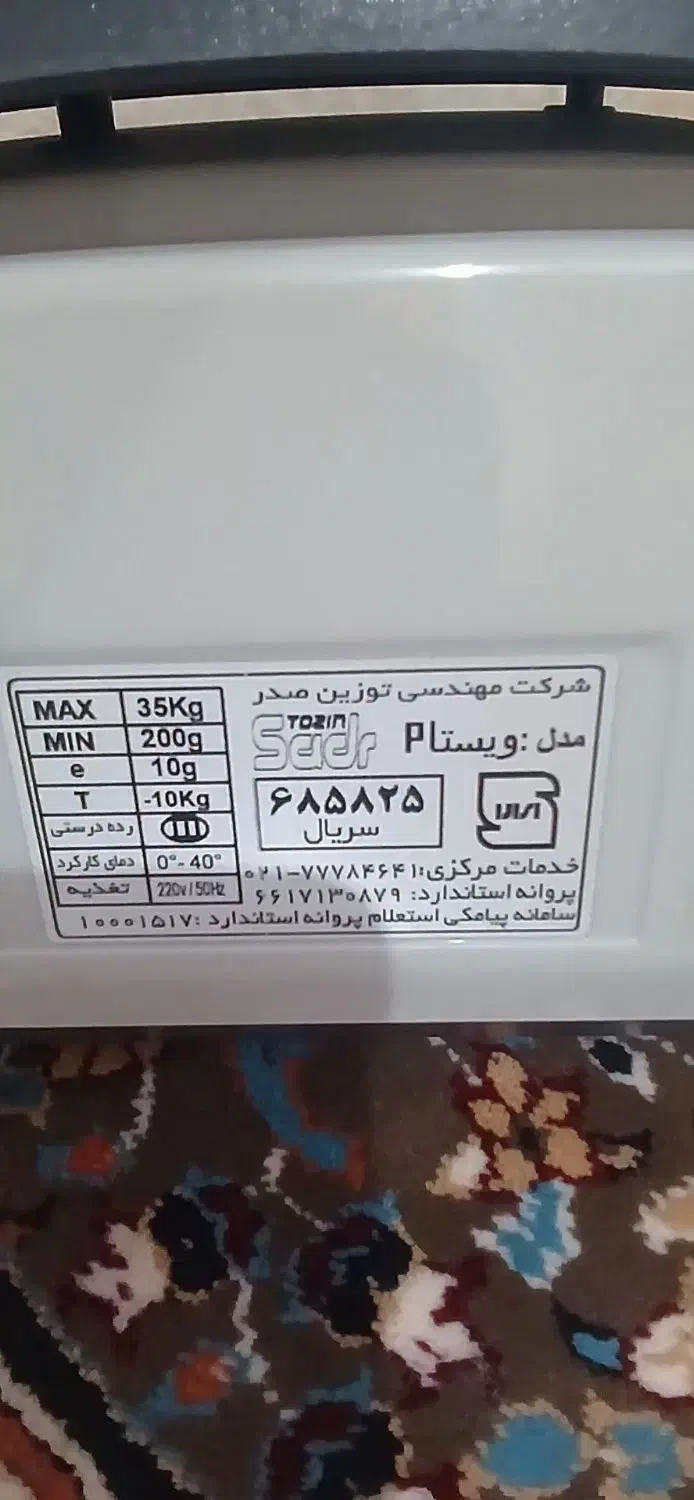 شرکت مهندسی توزین صدر
TOZIN
Sadr
مدل :ویستاP
۶۸۵۸۲۵
سریال
خدمات مرکزی:۰۲۱-۷۷۷۸۴۶۴۱
پروانه استاندارد: ۶۶۱۷۱۳۰۸۷۹
سامانه پیامکی استعلام پروانه استاندارد :۱۰۰۰۱۵۱۷
MAX 35Kg
MIN 200g
e 10g
T -10Kg
رده درستی III
دمای کارکرد 0°- 40°
تغذیه 220v/50Hz